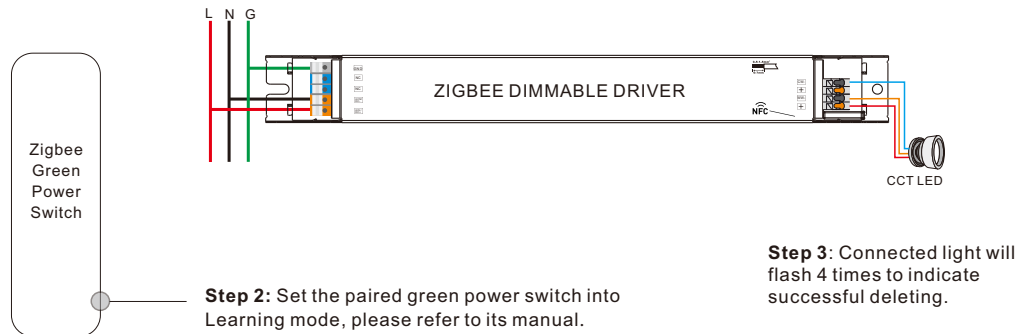 L N G
ZIGBEE DIMMABLE DRIVER
NFC
CCT LED
Zigbee
Green
Power
Switch
Step 2: Set the paired green power switch into
Learning mode, please refer to its manual.
Step 3: Connected light will
flash 4 times to indicate
successful deleting.